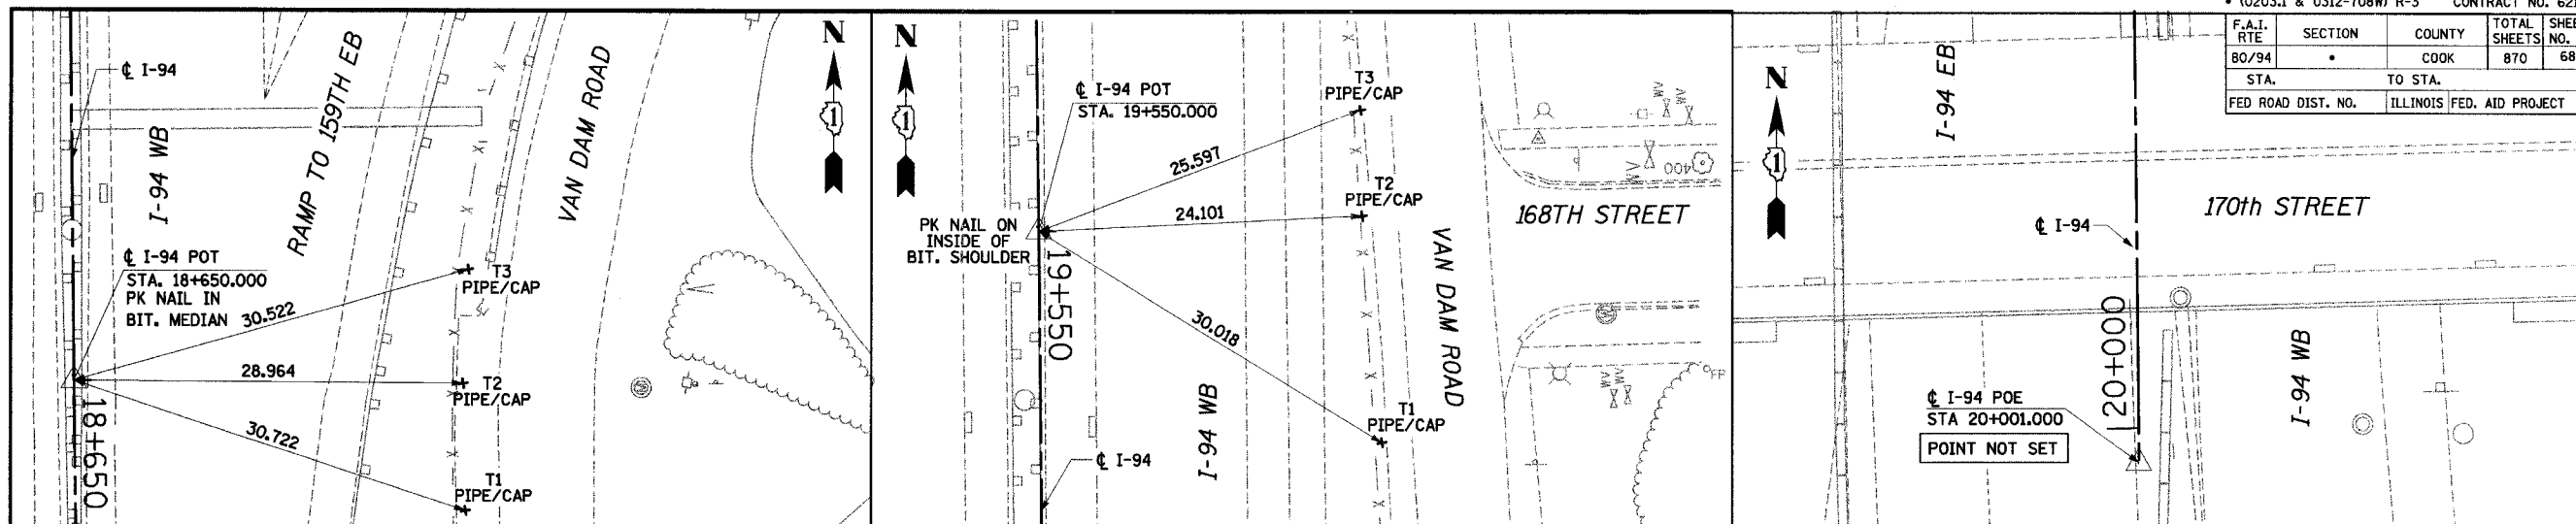 • (0203.1 & 0312-708W) R-3 CONTRACT NO.
F.A.I. RTE SECTION COUNTY TOTAL SHEETS NO.
80/94 • COOK 870 68
STA. TO STA.
FED ROAD DIST. NO. ILLINOIS FED. AID PROJECT
℄ I-94
I-94 WB
RAMP TO 159TH EB
VAN DAM ROAD
N
1
℄ I-94 POT
STA. 18+650.000
PK NAIL IN
BIT. MEDIAN
30.522
T3
PIPE/CAP
28.964
T2
PIPE/CAP
30.722
T1
PIPE/CAP
18+650
N
1
℄ I-94 POT
STA. 19+550.000
T3
PIPE/CAP
25.597
T2
PIPE/CAP
24.101
PK NAIL ON
INSIDE OF
BIT. SHOULDER
19+550
30.018
T1
PIPE/CAP
℄ I-94
I-94 WB
VAN DAM ROAD
168TH STREET
400
N
1
I-94 EB
℄ I-94
170th STREET
20+000
℄ I-94 POE
STA 20+001.000
POINT NOT SET
I-94 WB